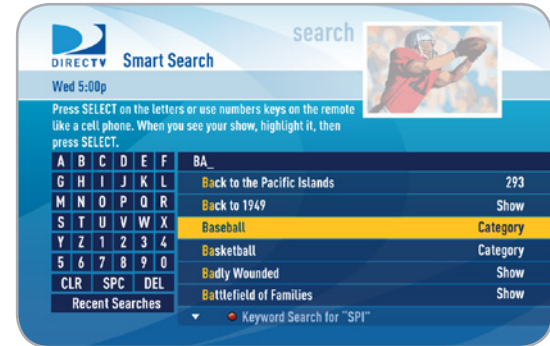 search
DIRECTV Smart Search
Wed 5:00p
Press SELECT on the letters or use numbers keys on the remote
like a cell phone. When you see your show, highlight it, then
press SELECT.
A B C D E F
G H I J K L
M N O P Q R
S T U V W X
Y Z 1 2 3 4
5 6 7 8 9 0
CLR SPC DEL
Recent Searches
BA_
Back to the Pacific Islands 293
Back to 1949 Show
Baseball Category
Basketball Category
Badly Wounded Show
Battlefield of Families Show
Keyword Search for "SPI"